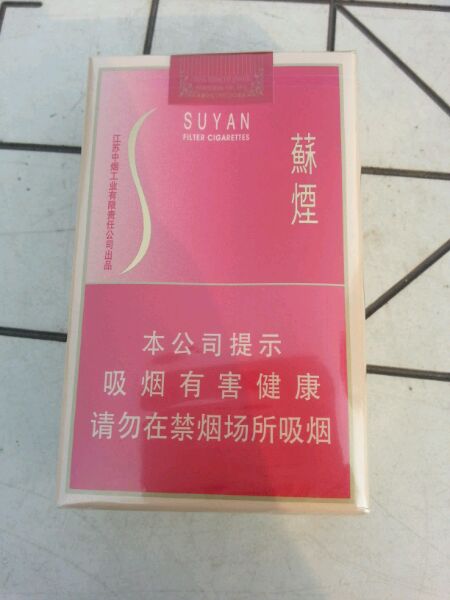 SUYAN
FILTER CIGARETTES
蘇煙
江苏中烟工业有限责任公司出品
本公司提示
吸烟有害健康
请勿在禁烟场所吸烟